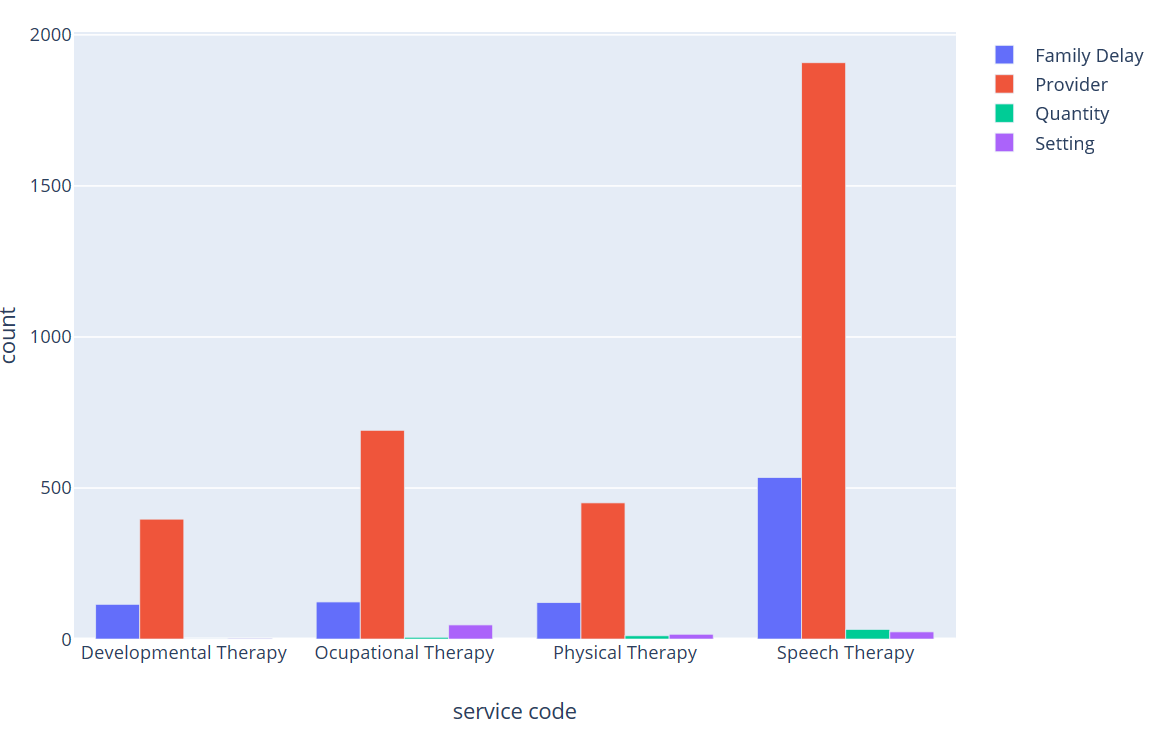 2000
1500
1000
500
0
count
Developmental Therapy
Ocupational Therapy
Physical Therapy
Speech Therapy
service code
Family Delay
Provider
Quantity
Setting